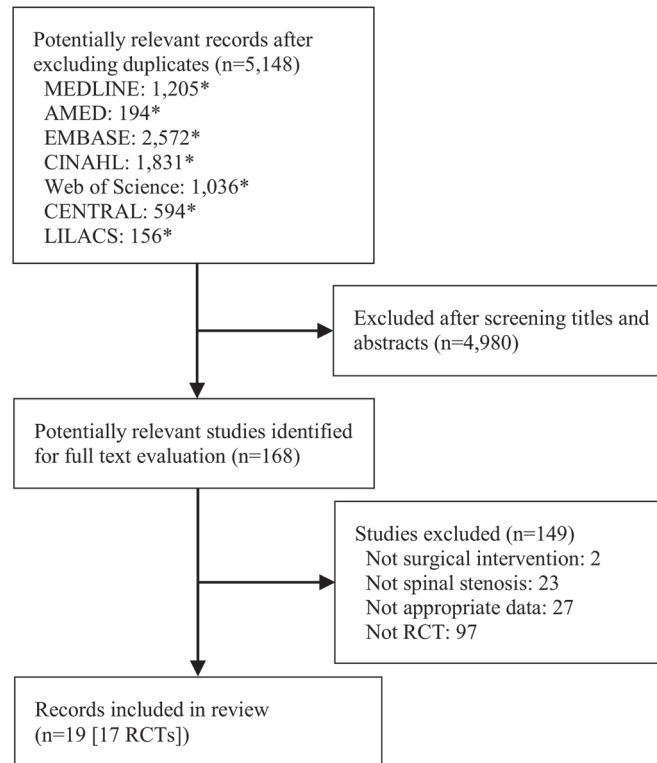 Potentially relevant records after
excluding duplicates (n=5,148)
MEDLINE: 1,205*
AMED: 194*
EMBASE: 2,572*
CINAHL: 1,831*
Web of Science: 1,036*
CENTRAL: 594*
LILACS: 156*
Excluded after screening titles and
abstracts (n=4,980)
Potentially relevant studies identified
for full text evaluation (n=168)
Studies excluded (n=149)
Not surgical intervention: 2
Not spinal stenosis: 23
Not appropriate data: 27
Not RCT: 97
Records included in review
(n=19 [17 RCTs])